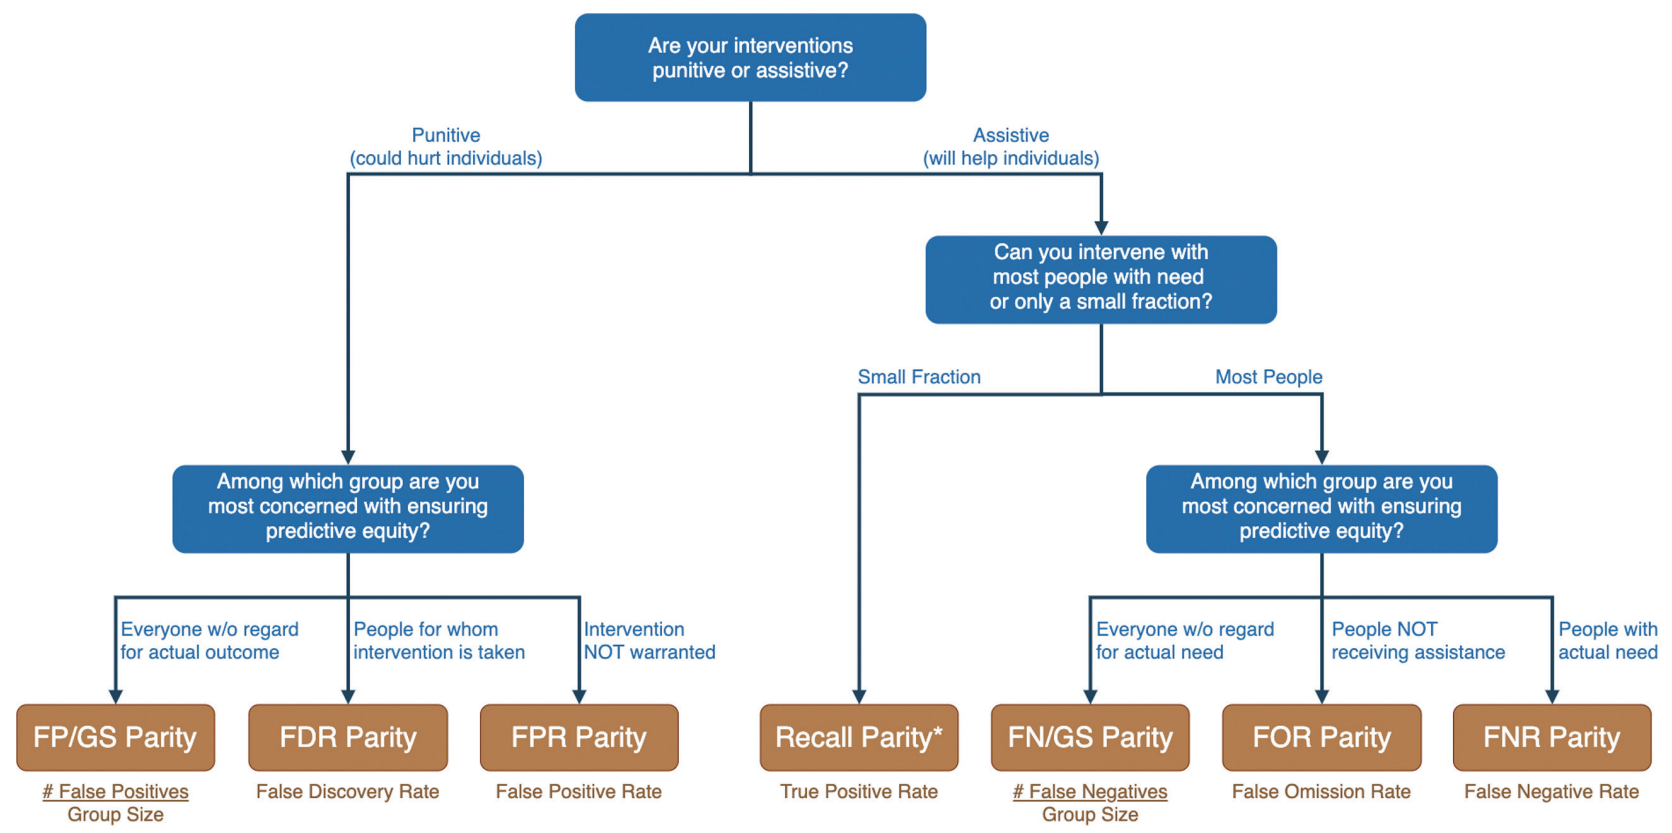 Are your interventions
punitive or assistive?
Punitive
(could hurt individuals)
Assistive
(will help individuals)
Can you intervene with
most people with need
or only a small fraction?
Small Fraction
Most People
Among which group are you
most concerned with ensuring
predictive equity?
Among which group are you
most concerned with ensuring
predictive equity?
Everyone w/o regard
for actual outcome
People for whom
intervention is taken
Intervention
NOT warranted
Everyone w/o regard
for actual need
People NOT
receiving assistance
People with
actual need
FP/GS Parity
FDR Parity
FPR Parity
Recall Parity*
FN/GS Parity
FOR Parity
FNR Parity
# False Positives
Group Size
False Discovery Rate
False Positive Rate
True Positive Rate
# False Negatives
Group Size
False Omission Rate
False Negative Rate